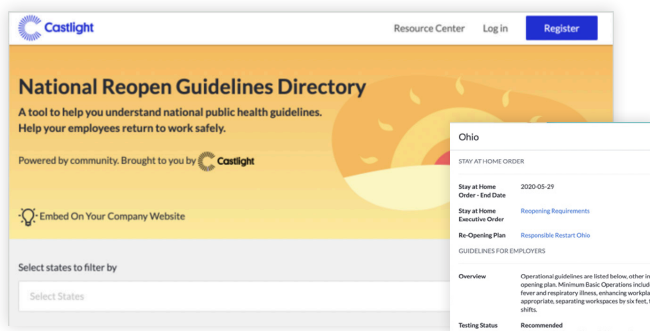 Castlight
Resource Center Log in Register
National Reopen Guidelines Directory
A tool to help you understand national public health guidelines.
Help your employees return to work safely.
Powered by community. Brought to you by Castlight
Embed On Your Company Website
Select states to filter by
Select States
Ohio
STAY AT HOME ORDER
Stay at Home 2020-05-29
Order - End Date
Stay at Home Reopening Requirements
Executive Order
Re-Opening Plan Responsible Restart Ohio
GUIDELINES FOR EMPLOYERS
Overview Operational guidelines are listed below, other in
opening plan. Minimum Basic Operations includ
fever and respiratory illness, enhancing workpla
appropriate, separating workspaces by six feet, t
shifts.
Testing Status Recommended